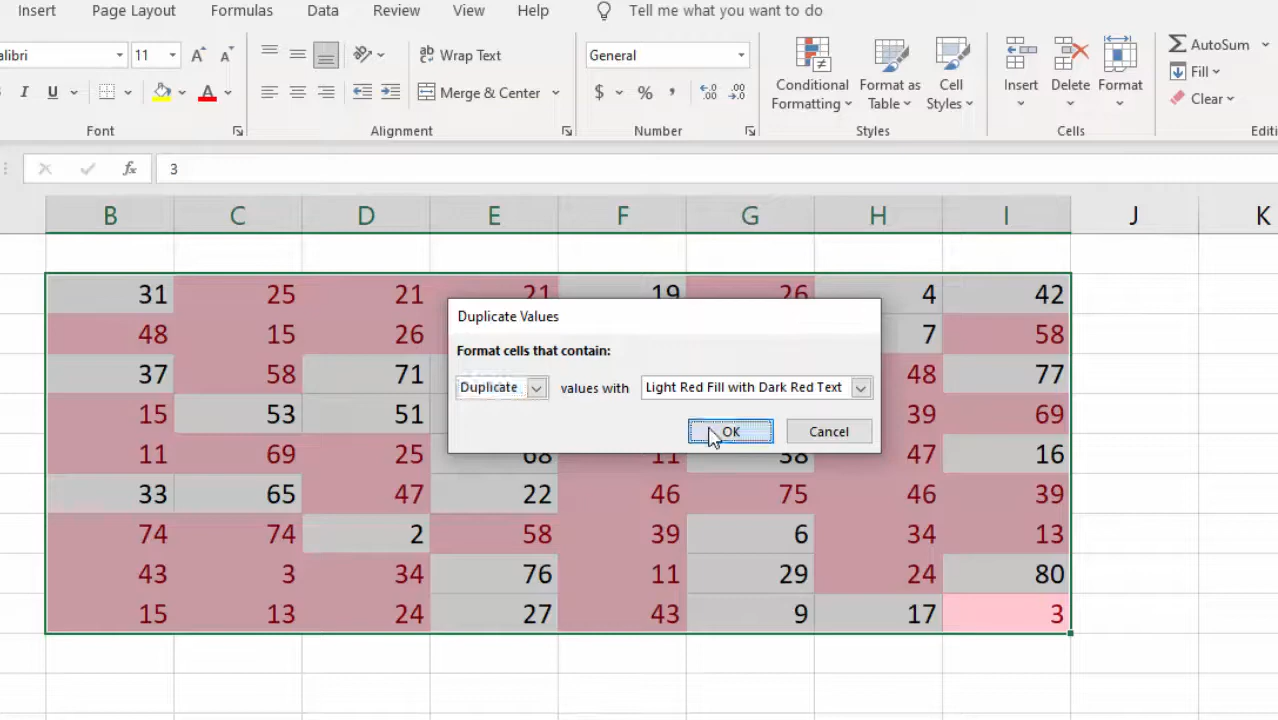 Insert Page Layout Formulas Data Review View Help Tell me what you want to do
alibri 11 A A ab Wrap Text General Conditional Formatting Format as Table Cell Styles Insert Delete Format AutoSum
I U A Merge & Center $ % , Fill
Clear
Font Alignment Number Styles Cells Editi
fx 3
B C D E F G H I J K
31 25 21 21 19 26 4 42
Duplicate Values
48 15 26 7 58
Format cells that contain:
37 58 71 48 77
Duplicate values with Light Red Fill with Dark Red Text
15 53 51 39 69
OK Cancel
11 69 25 68 11 38 47 16
33 65 47 22 46 75 46 39
74 74 2 58 39 6 34 13
43 3 34 76 11 29 24 80
15 13 24 27 43 9 17 3